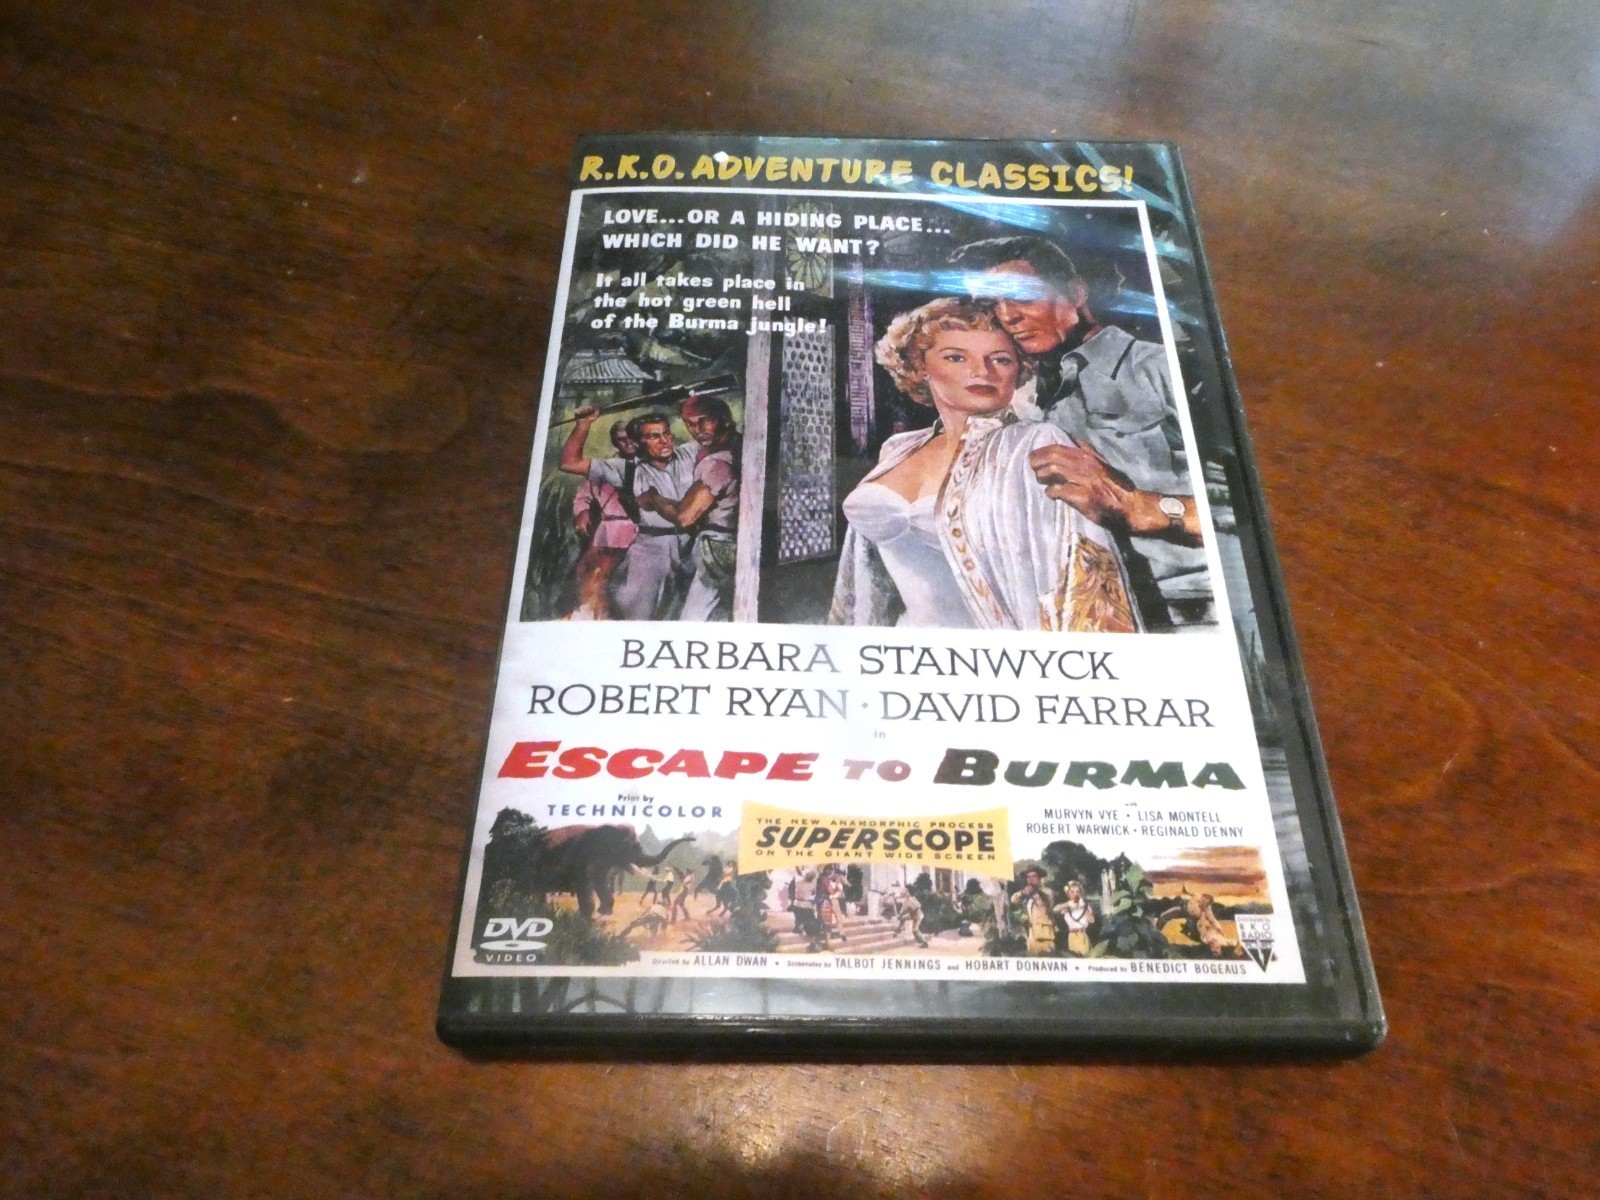 R.K.O. ADVENTURE CLASSICS!
LOVE...OR A HIDING PLACE...
WHICH DID HE WANT?
It all takes place in
the hot green hell
of the Burma jungle!
BARBARA STANWYCK
ROBERT RYAN · DAVID FARRAR
in
ESCAPE TO BURMA
Print by
TECHNICOLOR
THE NEW ANAMORPHIC PROCESS
SUPERSCOPE
ON THE GIANT WIDE SCREEN
with
MURVYN VYE · LISA MONTELL
ROBERT WARWICK · REGINALD DENNY
DVD
VIDEO
RKO
RADIO
Directed by ALLAN DWAN · Screenplay by TALBOT JENNINGS and HOBART DONAVAN · Produced by BENEDICT BOGEAUS